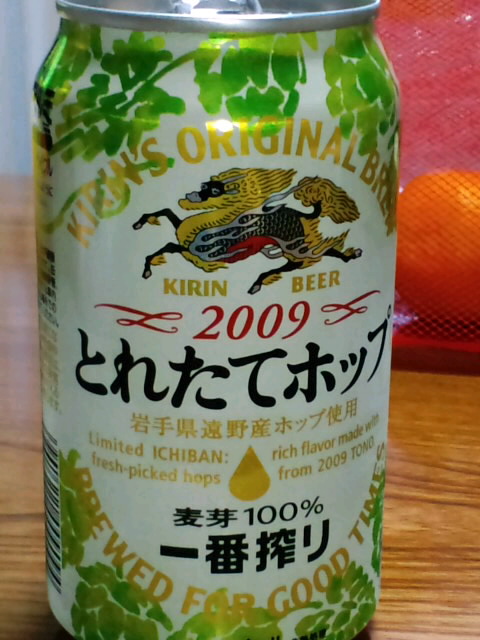 KIRIN'S ORIGINAL BREW
KIRIN BEER
2009
とれたてホップ
岩手県遠野産ホップ使用
Limited ICHIBAN: rich flavor made with
fresh-picked hops from 2009 TONO.
麦芽100%
一番搾り
BREWED FOR GOOD TIMES